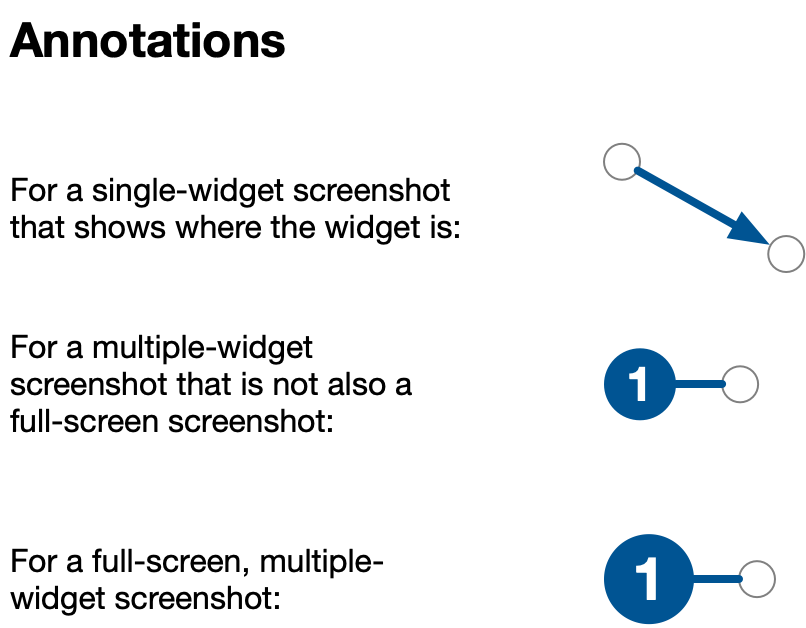 Annotations
For a single-widget screenshot
that shows where the widget is:
For a multiple-widget
screenshot that is not also a
full-screen screenshot:
1
For a full-screen, multiple-
widget screenshot:
1